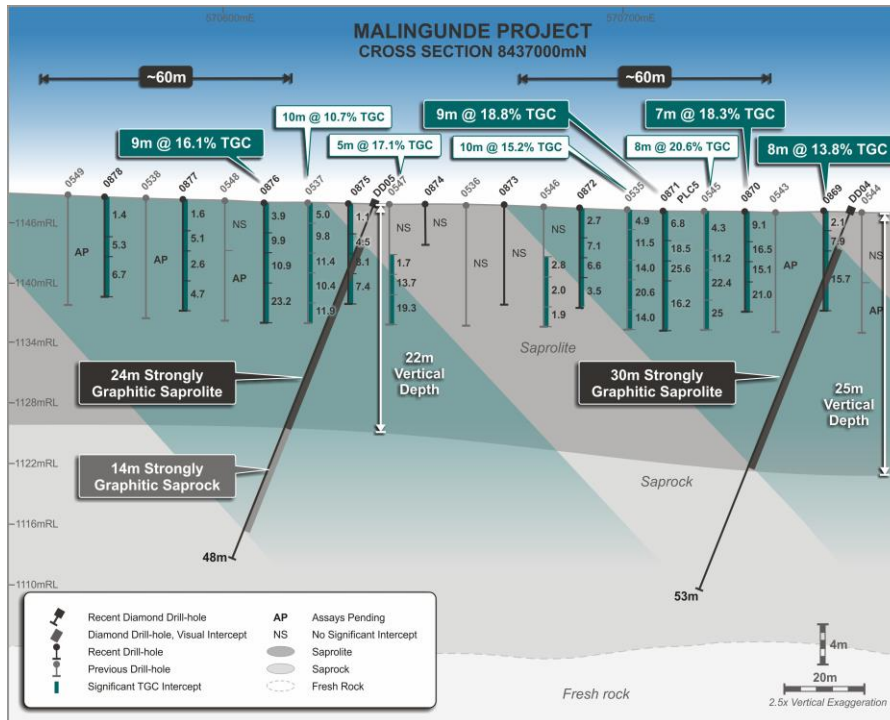 570600mE
570700mE
MALINGUNDE PROJECT
CROSS SECTION 8437000mN
~60m
~60m
10m @ 10.7% TGC
9m @ 18.8% TGC
7m @ 18.3% TGC
9m @ 16.1% TGC
5m @ 17.1% TGC
10m @ 15.2% TGC
8m @ 20.6% TGC
8m @ 13.8% TGC
0549
0878
0538
0877
0548
0876
0537
0875
DD05
0547
0874
0536
0873
0546
0872
0535
0871
PLC5
0545
0870
0543
0869
DD04
0544
1146mRL
1140mRL
1134mRL
1128mRL
1122mRL
1116mRL
1110mRL
AP
1.4
5.3
6.7
AP
1.6
5.1
2.6
4.7
NS
AP
3.9
9.9
10.9
23.2
5.0
9.8
11.4
10.4
11.9
1.1
4.5
8.1
7.4
NS
1.7
13.7
19.3
NS
NS
NS
NS
2.8
2.0
1.9
2.7
7.1
6.6
3.5
4.9
11.5
14.0
20.6
14.0
6.8
18.5
25.6
16.2
4.3
11.2
22.4
25
9.1
16.5
15.1
21.0
AP
2.1
7.9
15.7
NS
AP
Saprolite
24m Strongly
Graphitic Saprolite
22m
Vertical
Depth
30m Strongly
Graphitic Saprolite
25m
Vertical
Depth
14m Strongly
Graphitic Saprock
Saprock
48m
53m
Recent Diamond Drill-hole
Diamond Drill-hole, Visual Intercept
Recent Drill-hole
Previous Drill-hole
Significant TGC Intercept
AP Assays Pending
NS No Significant Intercept
Saprolite
Saprock
Fresh Rock
Fresh rock
4m
20m
2.5x Vertical Exaggeration